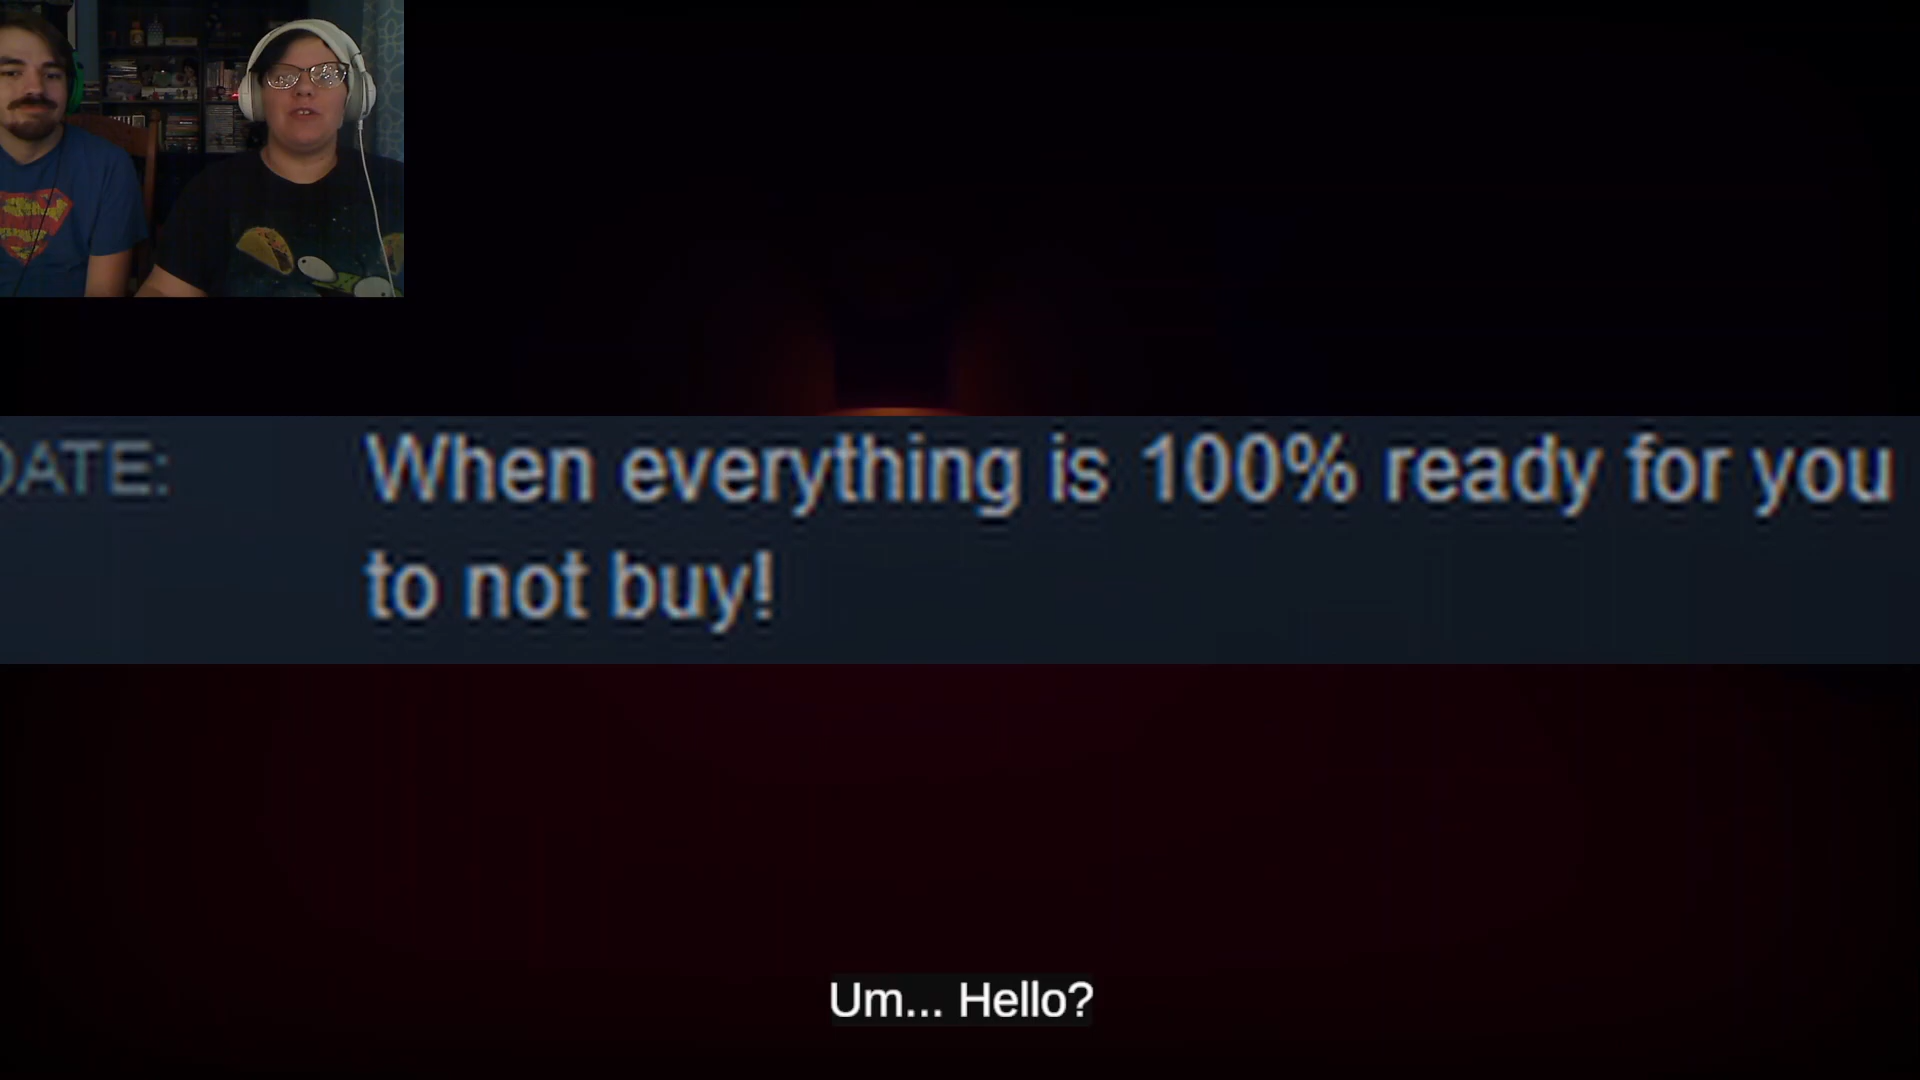 DATE:
When everything is 100% ready for you
to not buy!
Um... Hello?